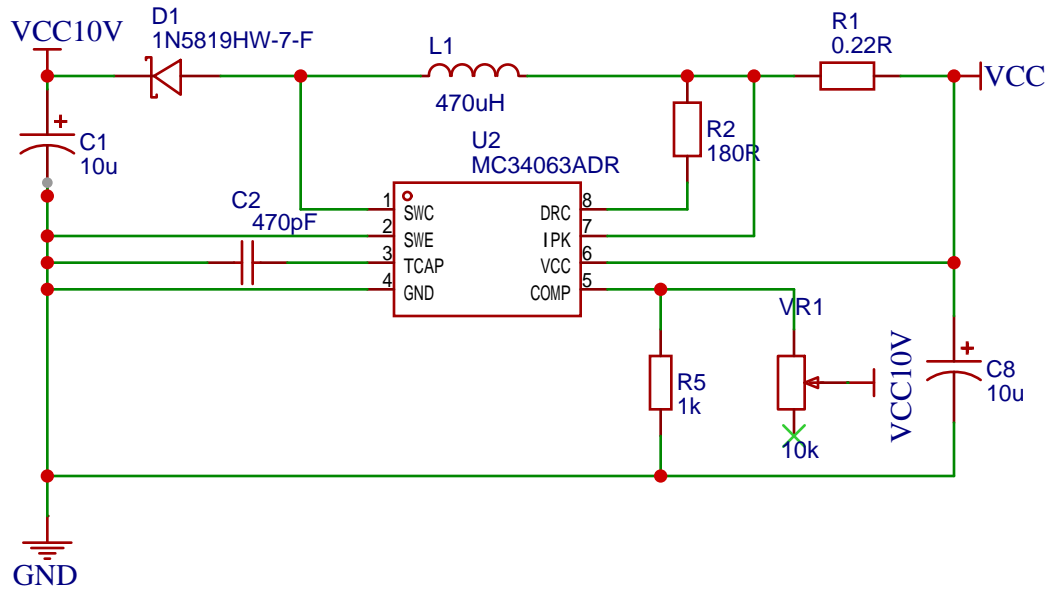 VCC10V
D1
1N5819HW-7-F
L1
470uH
R1
0.22R
VCC
C1
10u
R2
180R
U2
MC34063ADR
C2
470pF
1
SWC
2
SWE
3
TCAP
4
GND
8
DRC
7
IPK
6
VCC
5
COMP
VR1
10k
VCC10V
R5
1k
C8
10u
GND